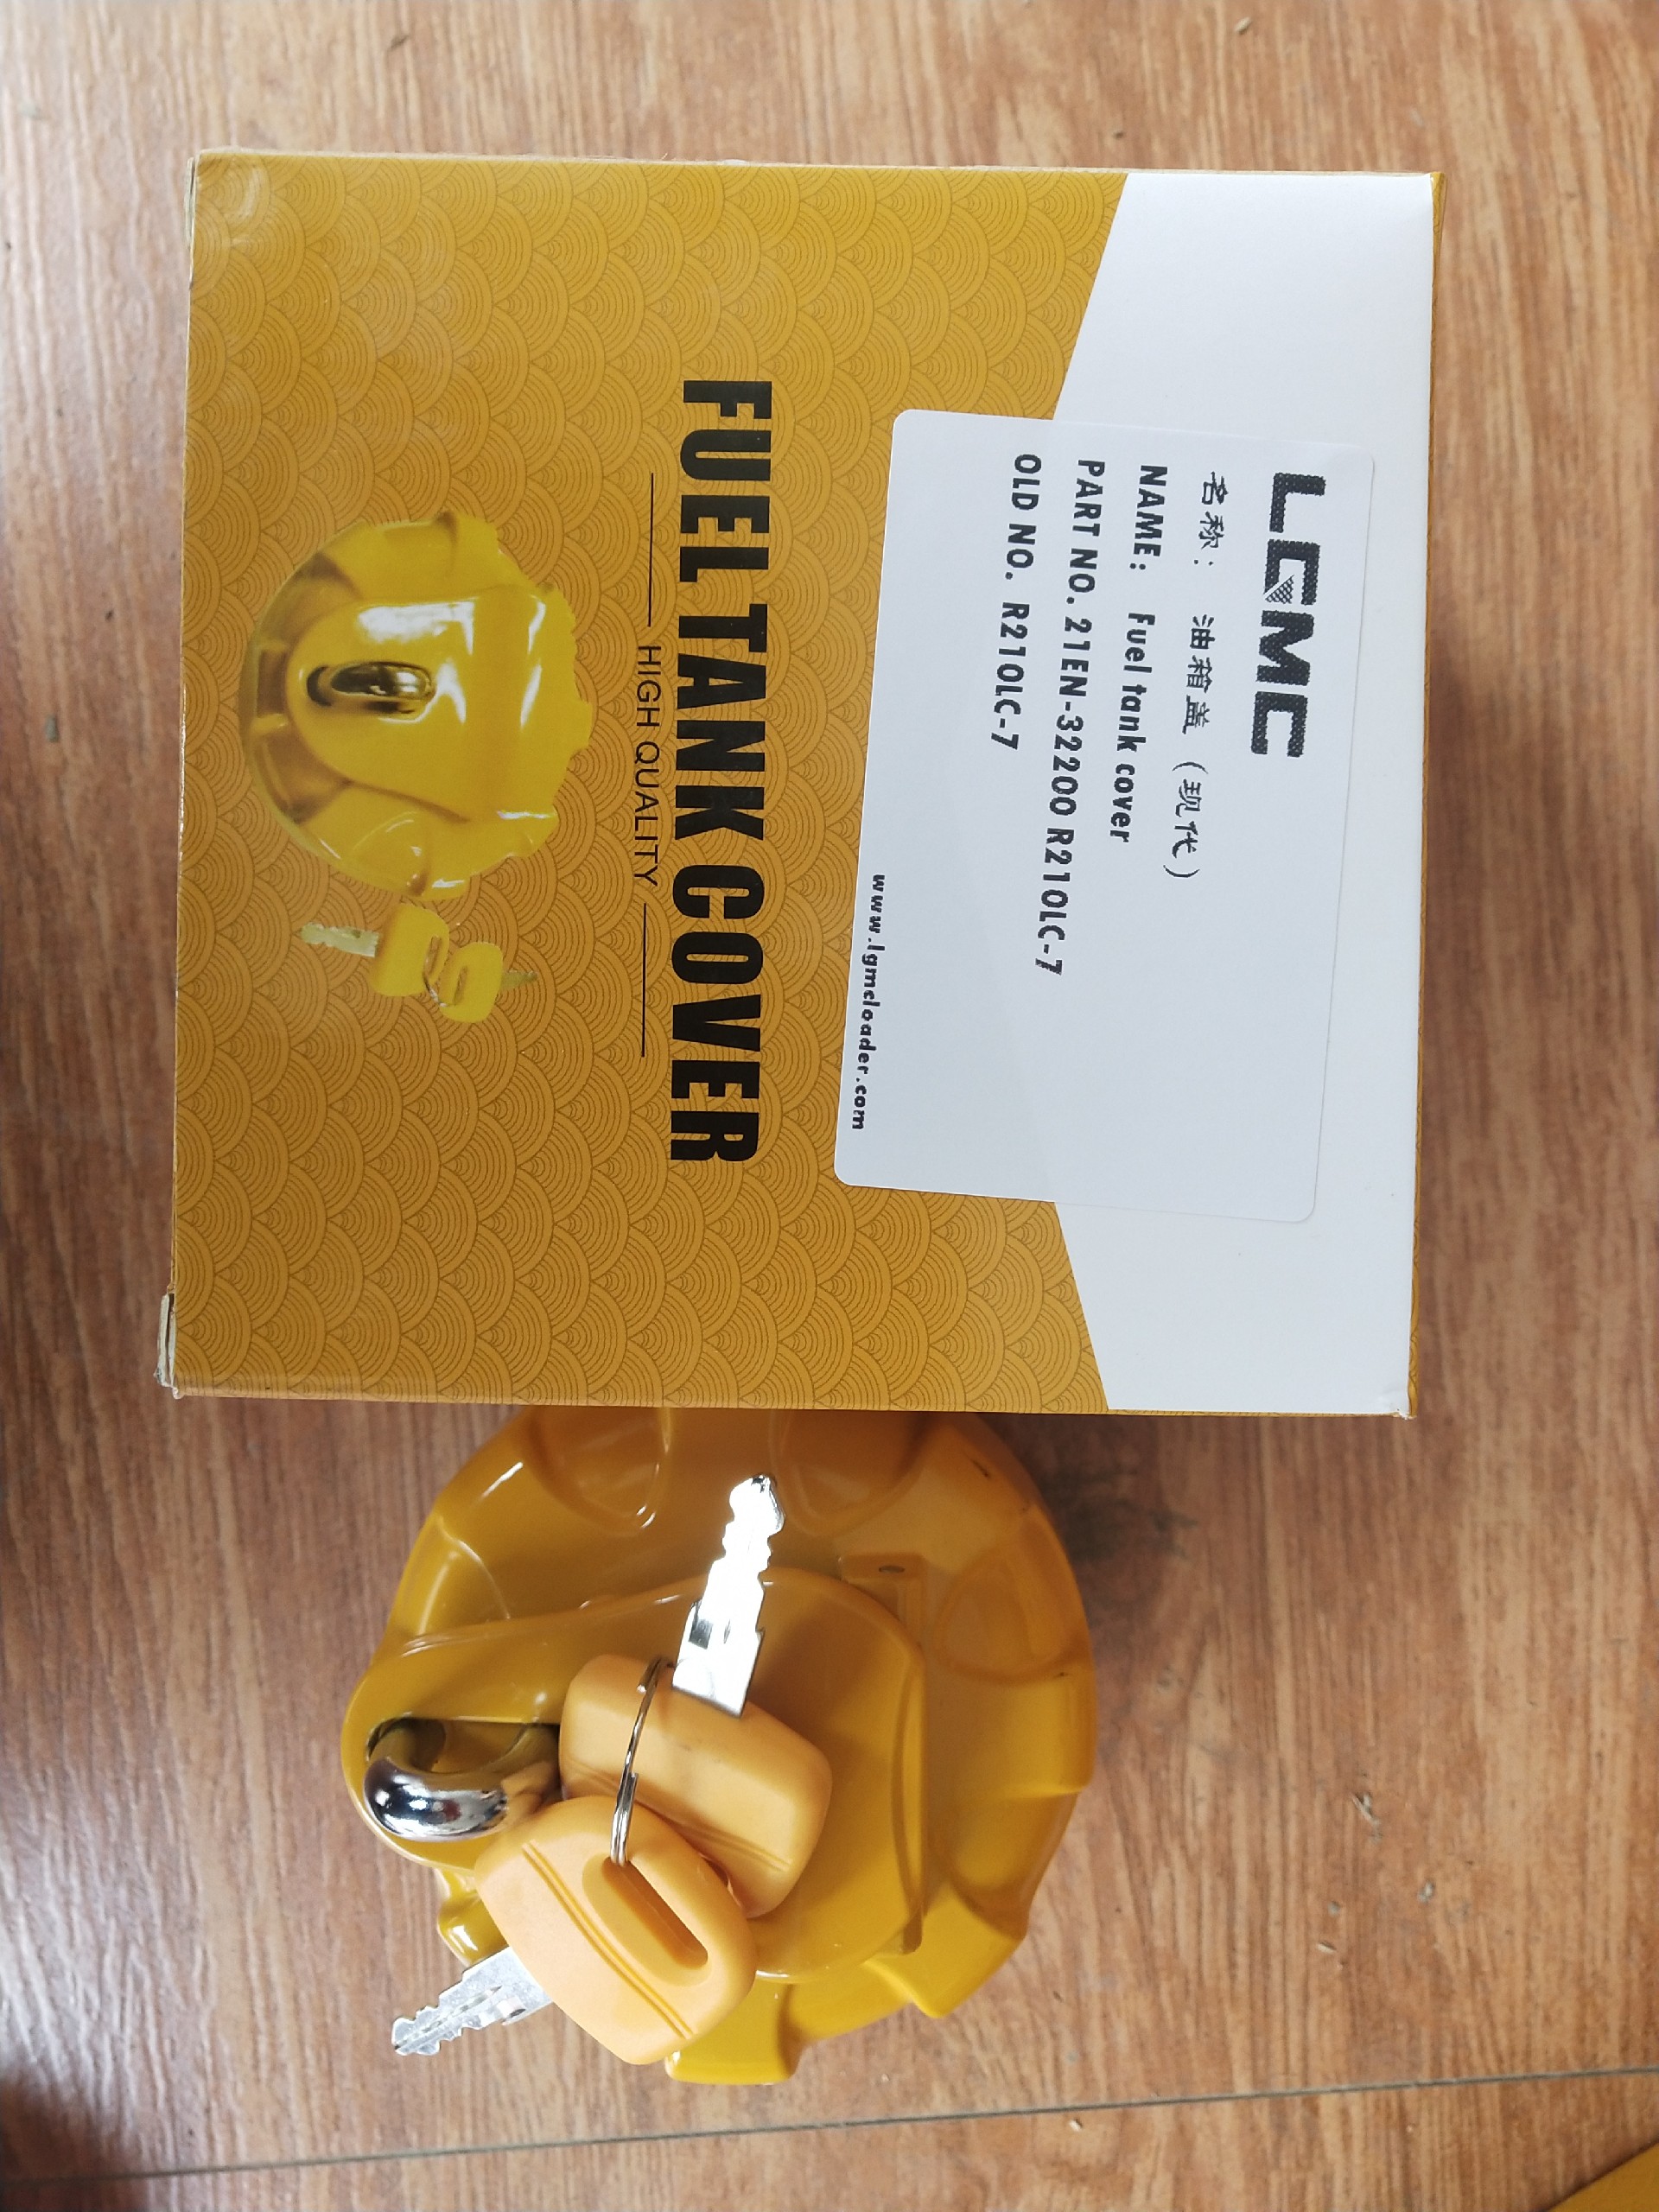 LGMC
名称： 油箱盖（现代）
NAME: Fuel tank cover
PART NO. 21EN-32200 R210LC-7
OLD NO. R210LC-7
www.lgmcloader.com
FUEL TANK COVER
HIGH QUALITY